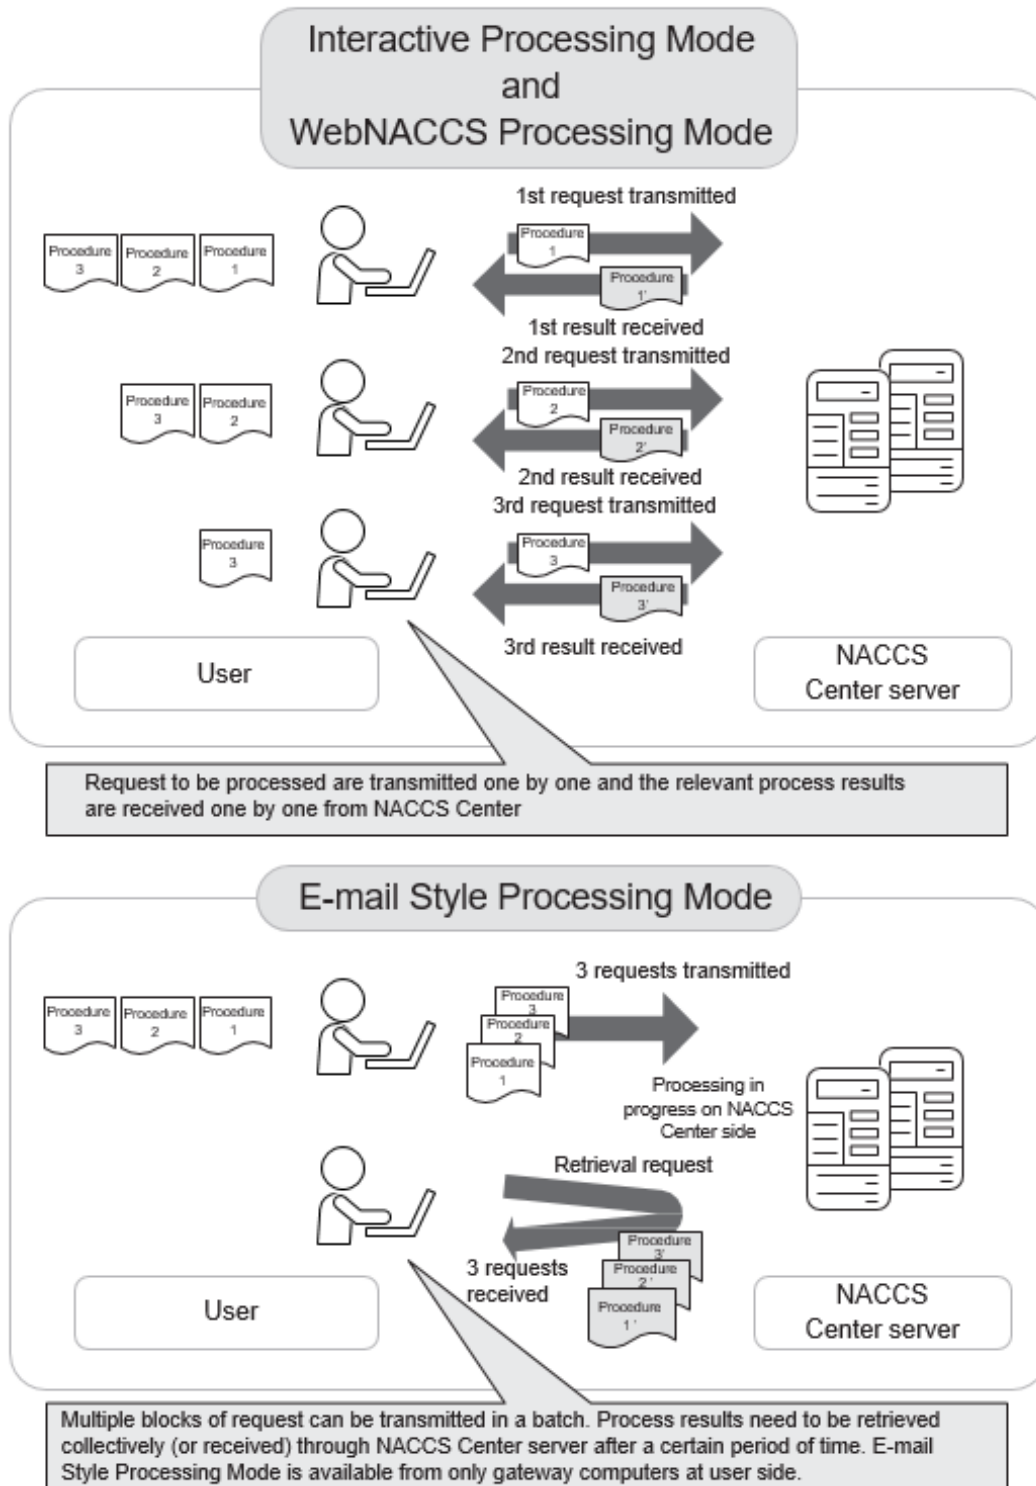 Interactive Processing Mode
and
WebNACCS Processing Mode
1st request transmitted
Procedure
3
Procedure
2
Procedure
1
Procedure
1
Procedure
1'
1st result received
2nd request transmitted
Procedure
3
Procedure
2
Procedure
2
Procedure
2'
2nd result received
3rd request transmitted
Procedure
3
Procedure
3
Procedure
3'
3rd result received
User
NACCS
Center server
Request to be processed are transmitted one by one and the relevant process results
are received one by one from NACCS Center
E-mail Style Processing Mode
3 requests transmitted
Procedure
3
Procedure
2
Procedure
1
Procedure
3
Procedure
2
Procedure
1
Processing in
progress on NACCS
Center side
Retrieval request
3 requests
received
Procedure
3'
Procedure
2 '
Procedure
1 '
User
NACCS
Center server
Multiple blocks of request can be transmitted in a batch. Process results need to be retrieved
collectively (or received) through NACCS Center server after a certain period of time. E-mail
Style Processing Mode is available from only gateway computers at user side.